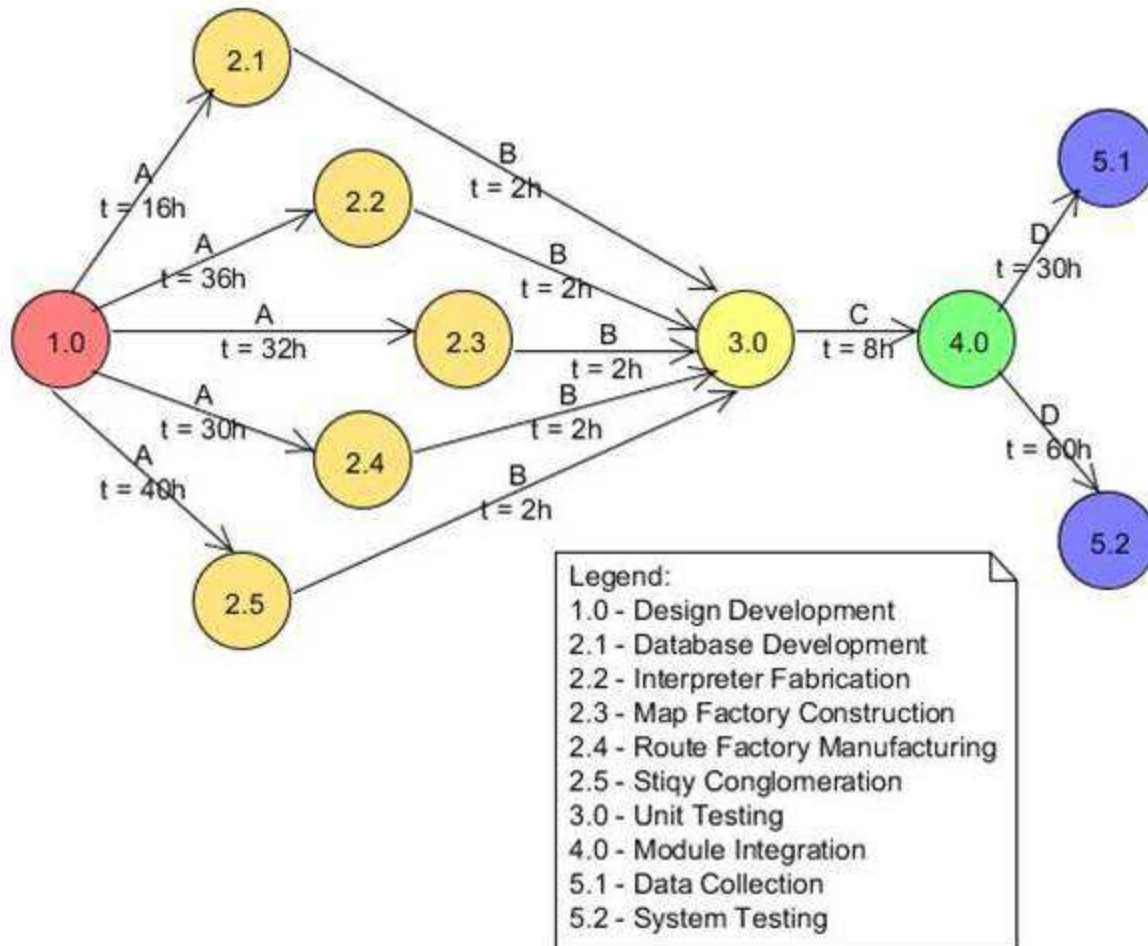 2.1
B
t = 2h
5.1
A
t = 16h
2.2
D
t = 30h
A
t = 36h
B
t = 2h
1.0
A
t = 32h
2.3
B
t = 2h
3.0
C
t = 8h
4.0
A
t = 30h
2.4
B
t = 2h
D
t = 60h
A
t = 40h
B
t = 2h
5.2
2.5
Legend:
1.0 - Design Development
2.1 - Database Development
2.2 - Interpreter Fabrication
2.3 - Map Factory Construction
2.4 - Route Factory Manufacturing
2.5 - Stiqy Conglomeration
3.0 - Unit Testing
4.0 - Module Integration
5.1 - Data Collection
5.2 - System Testing